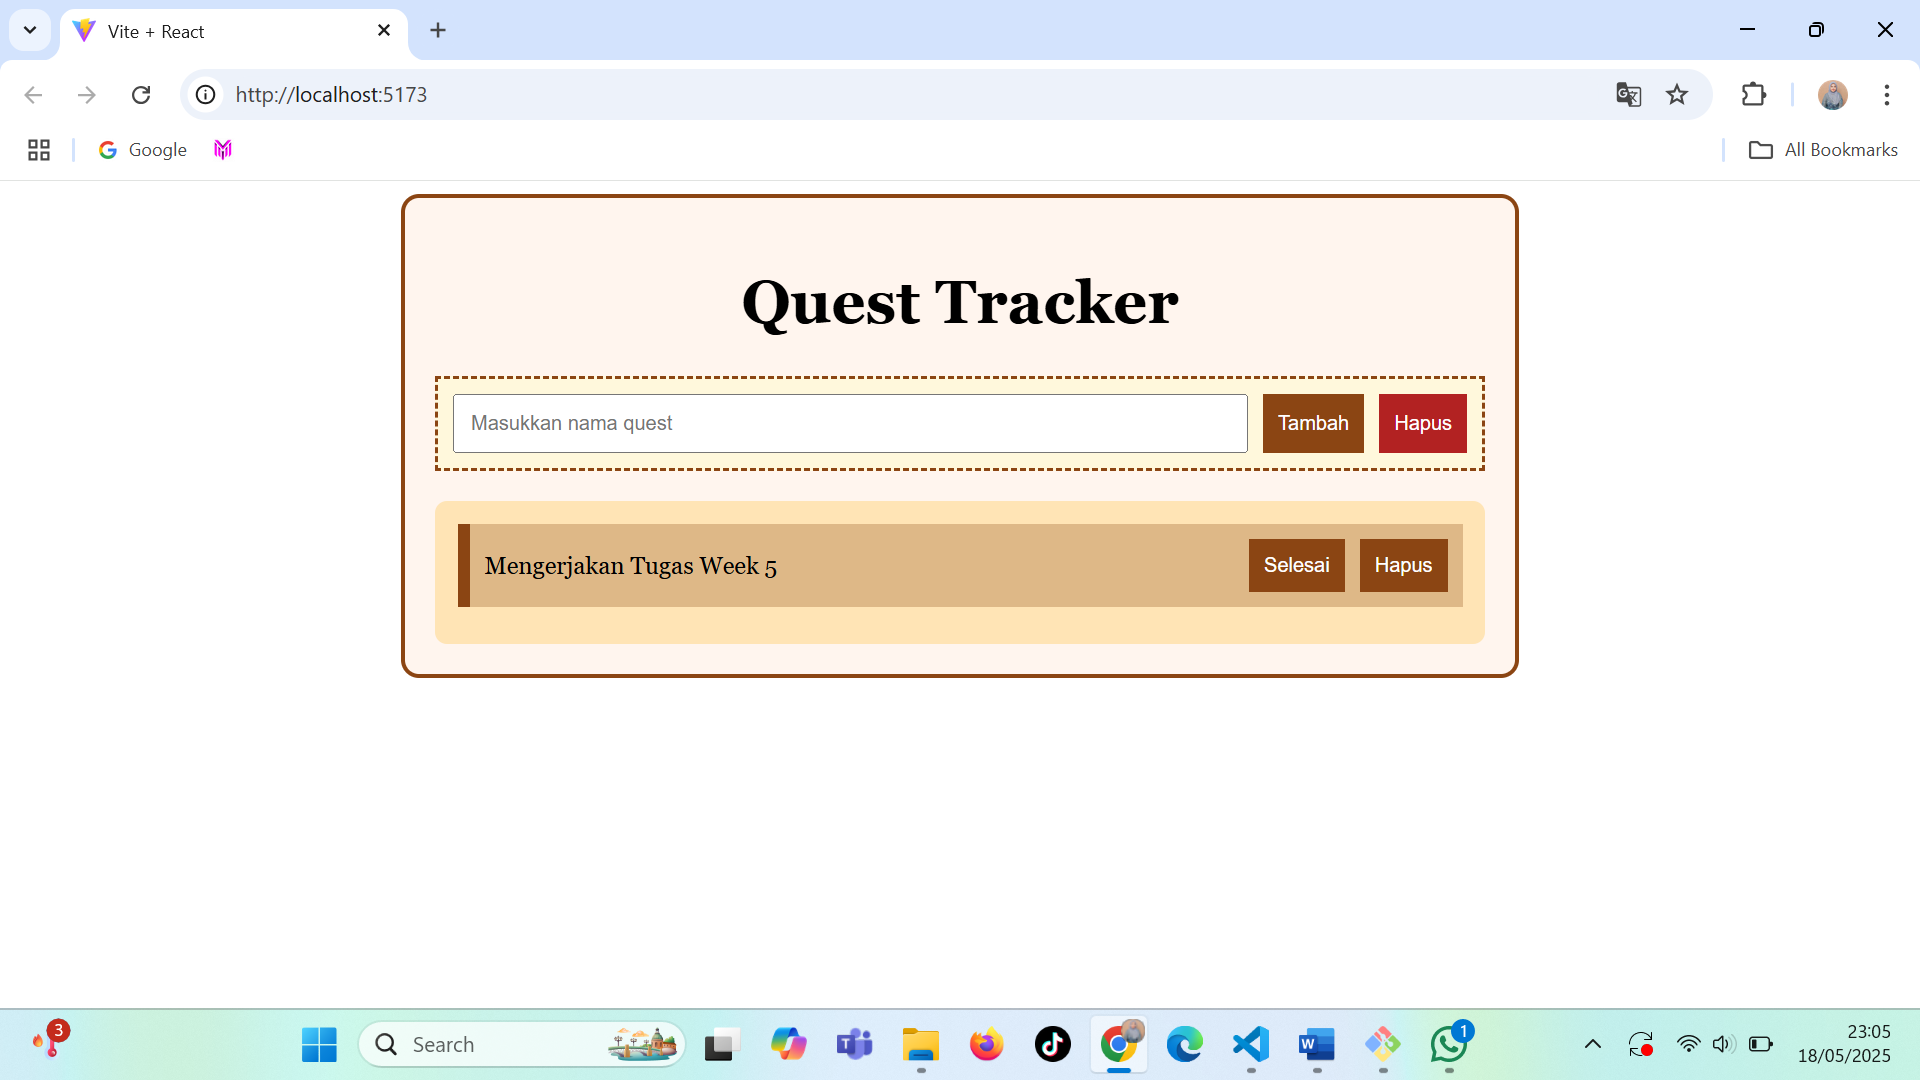 Vite + React
http://localhost:5173
Google
All Bookmarks
Quest Tracker
Masukkan nama quest
Tambah
Hapus
Mengerjakan Tugas Week 5
Selesai
Hapus
3
Search
1
23:05
18/05/2025